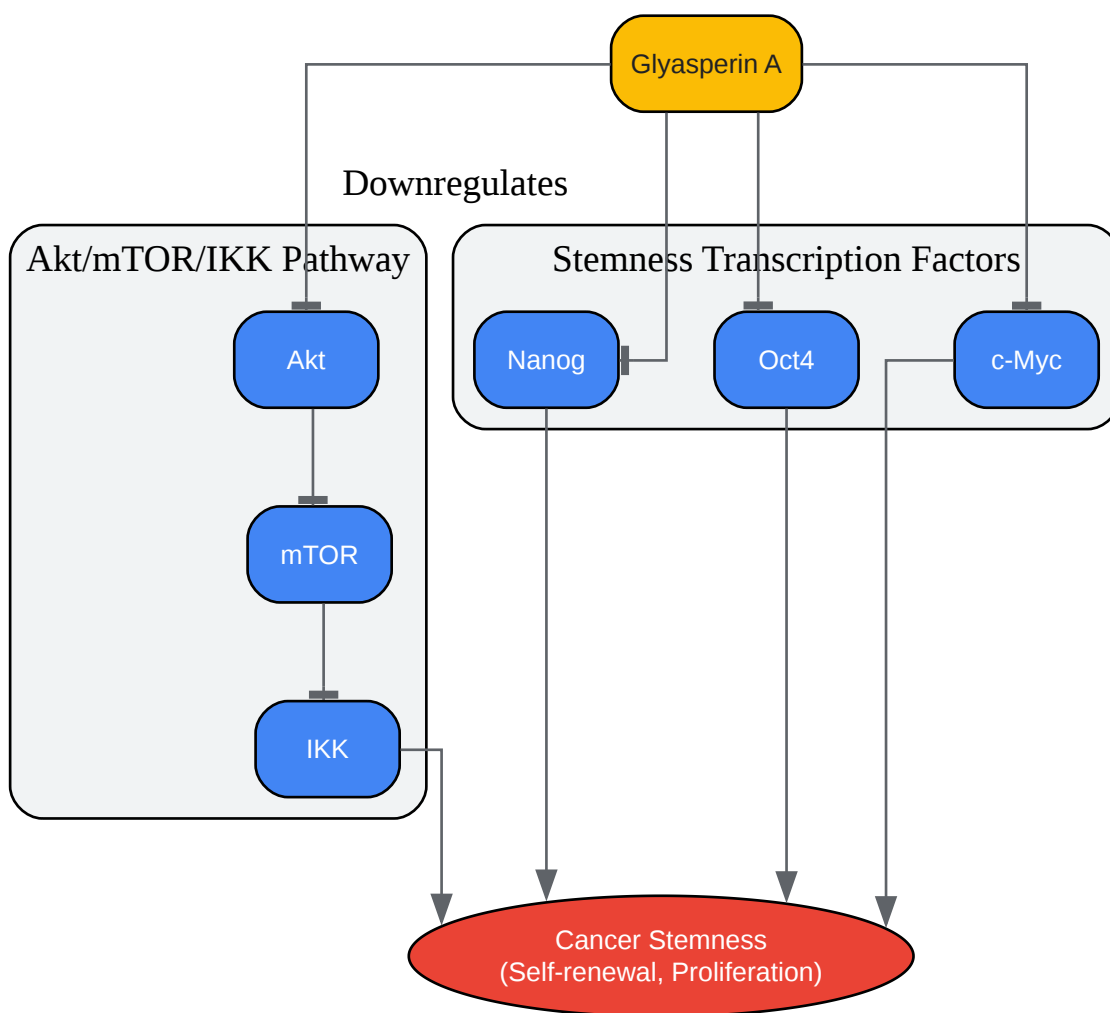 Glyasperin A
Downregulates
Akt/mTOR/IKK Pathway
Stemness Transcription Factors
Akt
Nanog
Oct4
c-Myc
mTOR
IKK
Cancer Stemness
(Self-renewal, Proliferation)